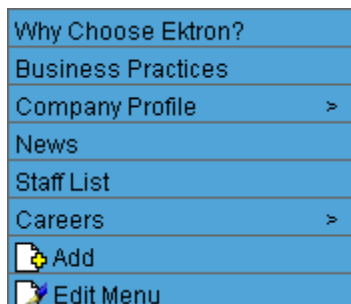 Why Choose Ektron?
Business Practices
Company Profile >
News
Staff List
Careers >
Add
Edit Menu